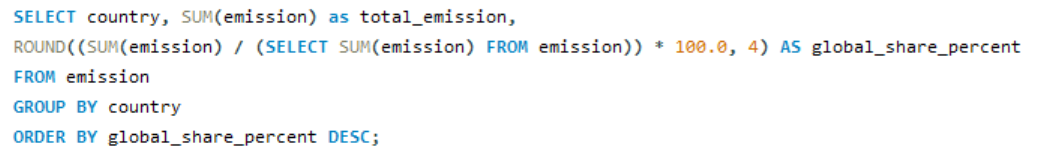 SELECT country, SUM(emission) as total_emission,
ROUND((SUM(emission) / (SELECT SUM(emission) FROM emission)) * 100.0, 4) AS global_share_percent
FROM emission
GROUP BY country
ORDER BY global_share_percent DESC;